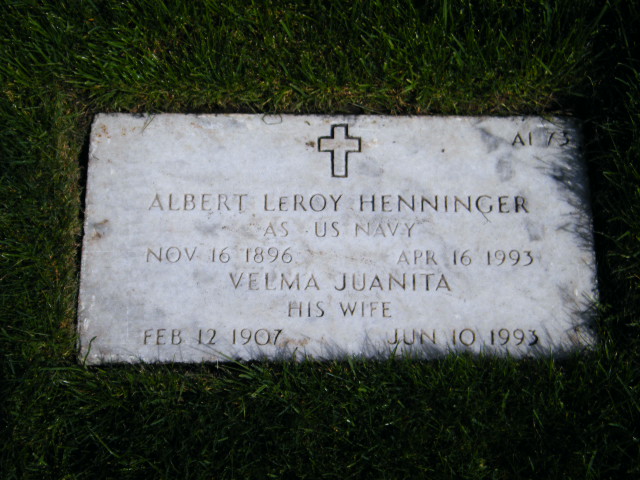 A1 73
ALBERT LEROY HENNINGER
AS US NAVY
NOV 16 1896 APR 16 1993
VELMA JUANITA
HIS WIFE
FEB 12 1907 JUN 10 1993